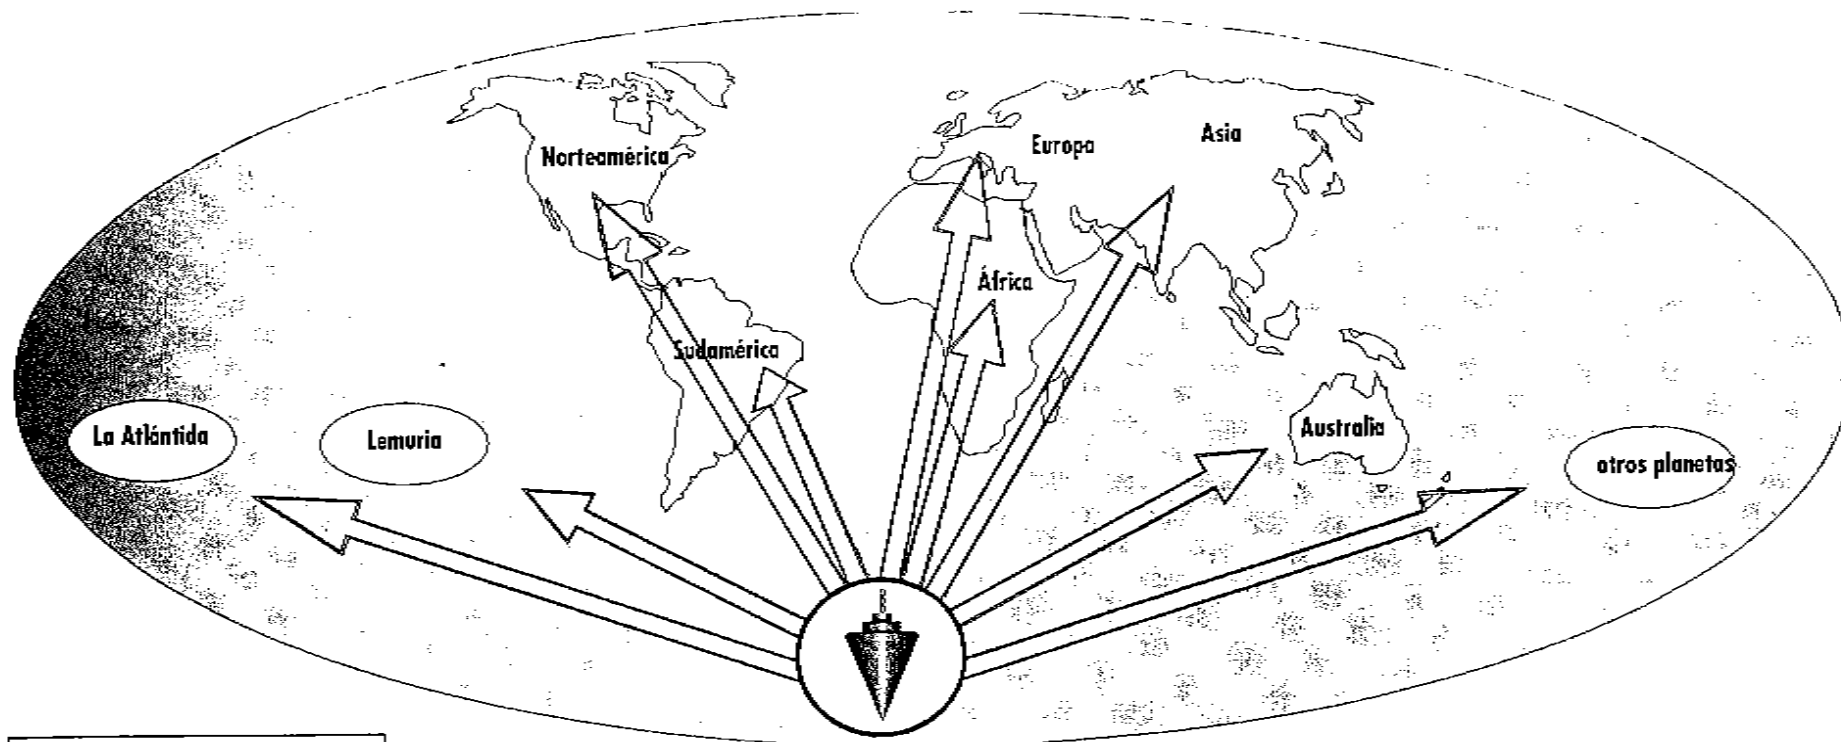 Norteamérica
Europa
Asia
África
Sudamérica
La Atlántida
Lemuria
Australia
otros planetas